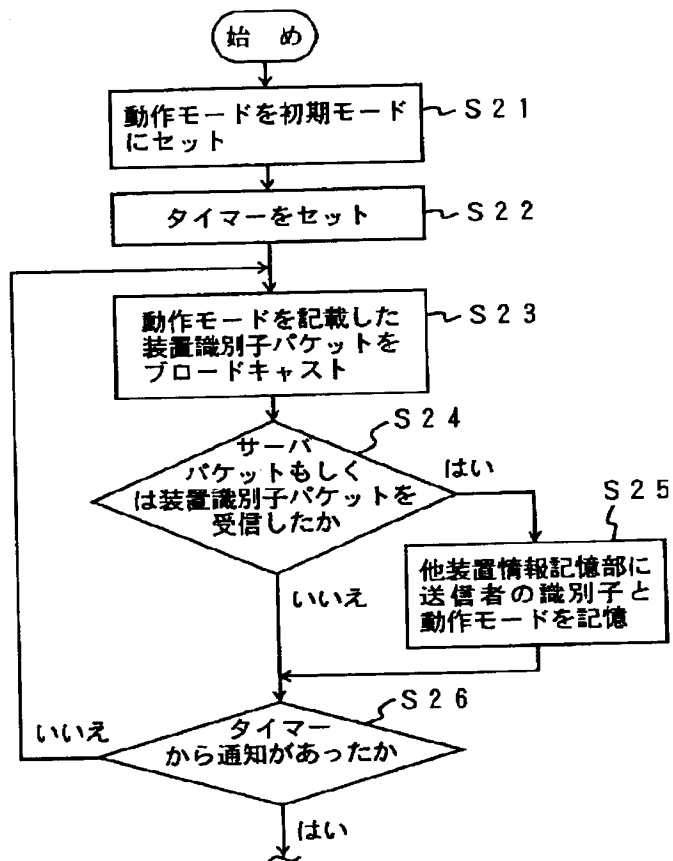 始　め
動作モードを初期モード
にセット
S21
タイマーをセット
S22
動作モードを記載した
装置識別子パケットを
ブロードキャスト
S23
S24
サーバ
パケットもしく
は装置識別子パケットを
受信したか
はい
いいえ
S25
他装置情報記憶部に
送信者の識別子と
動作モードを記憶
S26
タイマー
から通知があったか
いいえ
はい